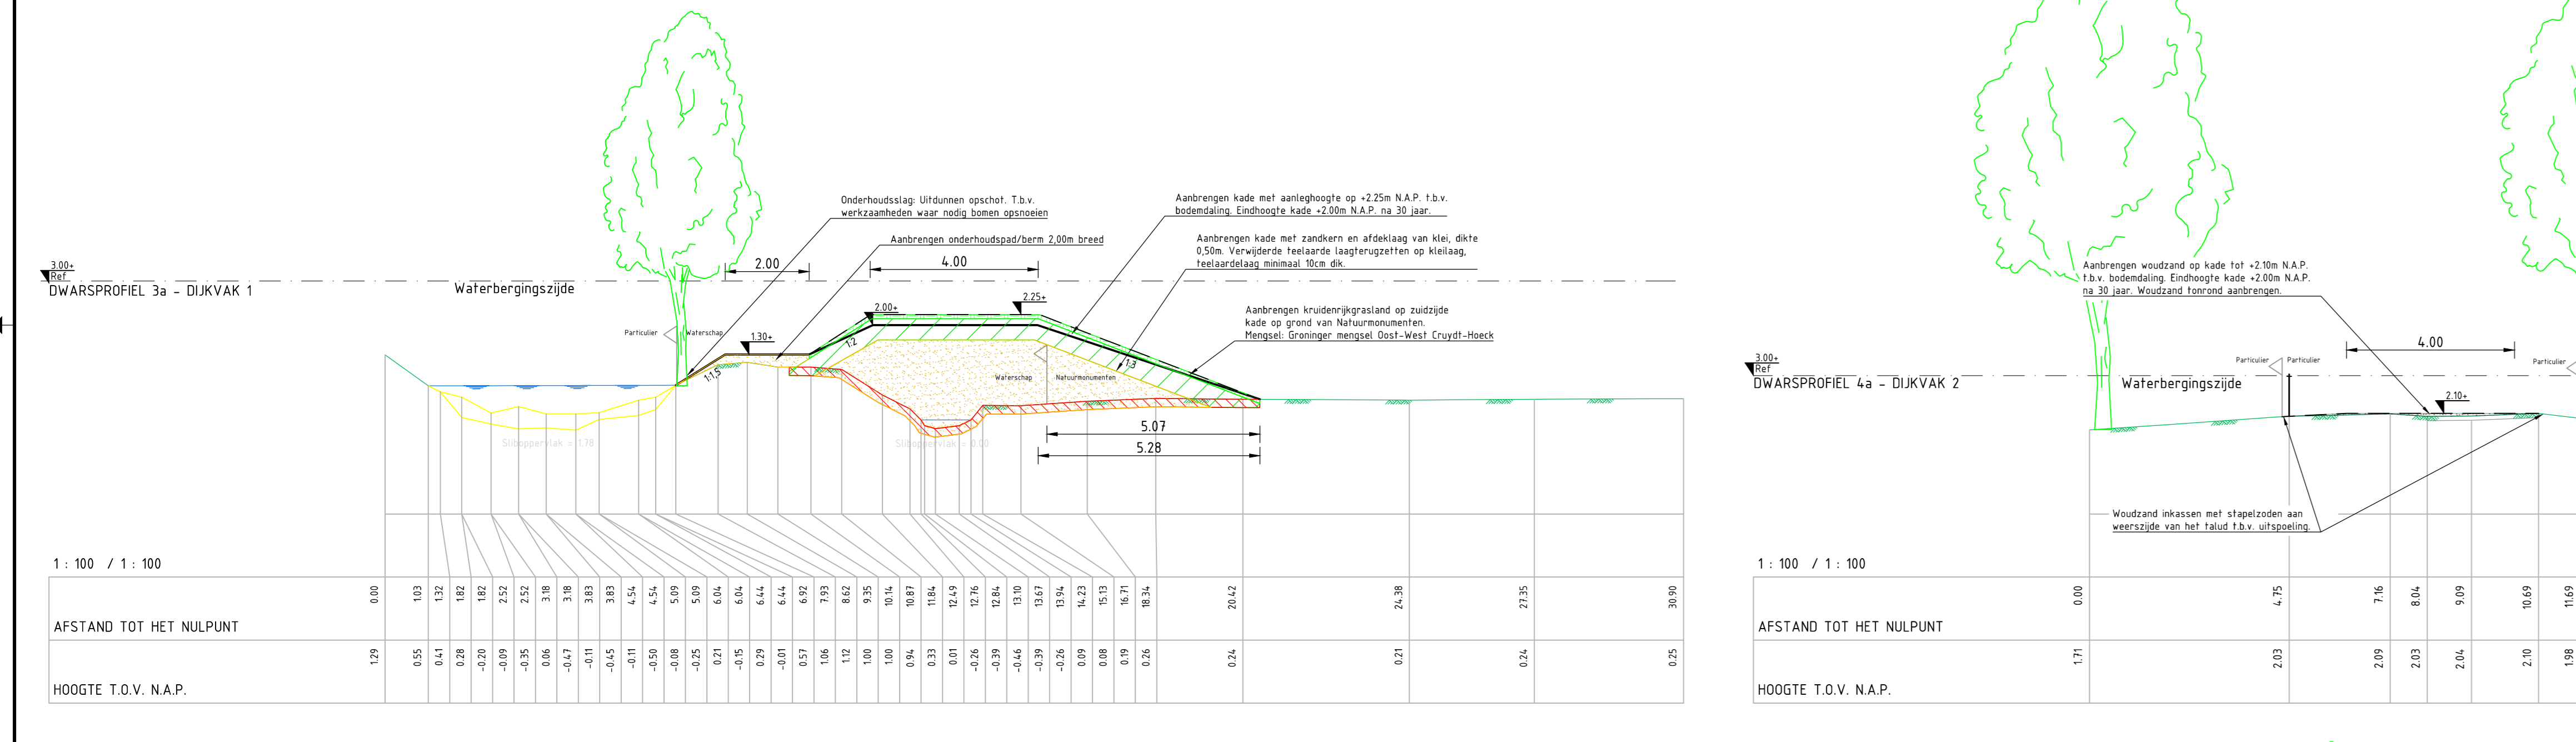 Onderhoudsslag: Uitdunnen opschot. T.b.v.
werkzaamheden waar nodig bomen opsnoeien
Aanbrengen onderhoudspad/berm 2,00m breed
Aanbrengen kade met aanleghoogte op +2.25m N.A.P. t.b.v.
bodemdaling. Eindhoogte kade +2.00m N.A.P. na 30 jaar.
Aanbrengen kade met zandkern en afdeklaag van klei, dikte
0,50m. Verwijderde teelaarde laagterugzetten op kleilaag,
teelaardelaag minimaal 10cm dik.
Aanbrengen kruidenrijkgrasland op zuidzijde
kade op grond van Natuurmonumenten.
Mengsel: Groninger mengsel Oost-West Cruydt-Hoeck
3.00+
Ref
DWARSPROFIEL 3a - DIJKVAK 1
Waterbergingszijde
2.00
4.00
Particulier
Waterschap
1.30+
2.00+
2.25+
1:1,5
1:2
1:3
Waterschap
Natuurmonumenten
Sliboppervlak = 1.78
Sliboppervlak = 0.00
5.07
5.28
1 : 100 / 1 : 100
AFSTAND TOT HET NULPUNT
0.00 1.03 1.32 1.82 1.82 2.52 2.52 3.18 3.18 3.83 3.83 4.54 4.54 5.09 5.09 6.04 6.04 6.44 6.44 6.92 7.93 8.62 9.35 10.14 10.87 11.84 12.49 12.76 12.84 13.10 13.67 13.94 14.23 15.13 16.71 18.34 20.42 24.38 27.35 30.90
HOOGTE T.O.V. N.A.P.
1.29 0.55 0.41 0.28 -0.20 -0.09 -0.35 0.06 -0.47 -0.11 -0.45 -0.11 -0.50 -0.08 -0.25 0.21 -0.15 0.29 -0.01 0.57 1.06 1.12 1.00 1.00 0.94 0.33 0.01 -0.26 -0.39 -0.46 -0.39 -0.26 0.09 0.08 0.19 0.26 0.24 0.21 0.24 0.25
Aanbrengen woudzand op kade tot +2.10m N.A.P.
t.b.v. bodemdaling. Eindhoogte kade +2.00m N.A.P.
na 30 jaar. Woudzand tonrond aanbrengen.
3.00+
Ref
DWARSPROFIEL 4a - DIJKVAK 2
Waterbergingszijde
Particulier
Particulier
4.00
Particulier
2.10+
Woudzand inkassen met stapelzoden aan
weerszijde van het talud t.b.v. uitspoeling.
1 : 100 / 1 : 100
AFSTAND TOT HET NULPUNT
0.00 4.75 7.16 8.04 9.09 10.69 11.69
HOOGTE T.O.V. N.A.P.
1.71 2.03 2.09 2.03 2.04 2.10 1.98